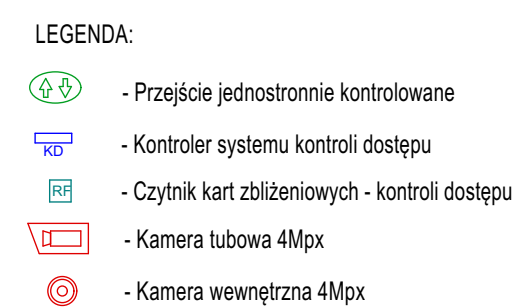 LEGENDA:
- Przejście jednostronnie kontrolowane
KD - Kontroler systemu kontroli dostępu
RF - Czytnik kart zbliżeniowych - kontroli dostępu
- Kamera tubowa 4Mpx
- Kamera wewnętrzna 4Mpx